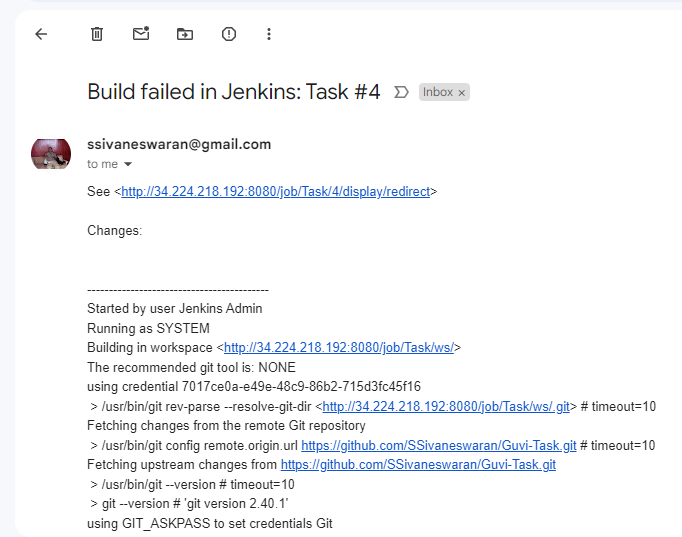 Build failed in Jenkins: Task #4 Inbox ×
ssivaneswaran@gmail.com
to me
See <http://34.224.218.192:8080/job/Task/4/display/redirect>
Changes:
------------------------------------------
Started by user Jenkins Admin
Running as SYSTEM
Building in workspace <http://34.224.218.192:8080/job/Task/ws/>
The recommended git tool is: NONE
using credential 7017ce0a-e49e-48c9-86b2-715d3fc45f16
> /usr/bin/git rev-parse --resolve-git-dir <http://34.224.218.192:8080/job/Task/ws/.git> # timeout=10
Fetching changes from the remote Git repository
> /usr/bin/git config remote.origin.url https://github.com/SSivaneswaran/Guvi-Task.git # timeout=10
Fetching upstream changes from https://github.com/SSivaneswaran/Guvi-Task.git
> /usr/bin/git --version # timeout=10
> git --version # 'git version 2.40.1'
using GIT_ASKPASS to set credentials Git